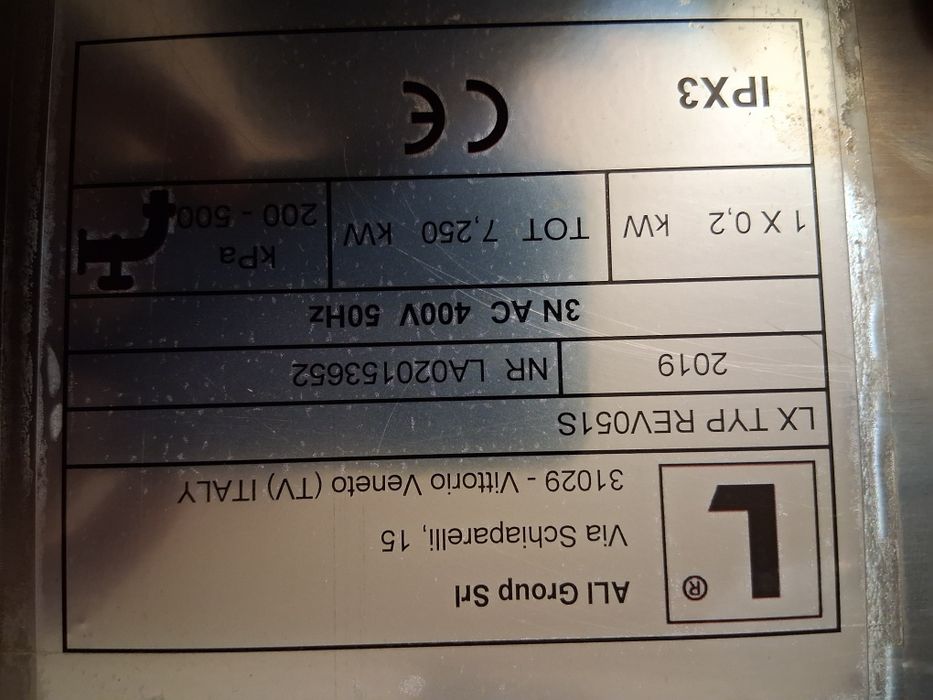 L ®
ALI Group Srl
Via Schiaparelli, 15
31029 - Vittorio Veneto (TV) ITALY
LX TYP REV051S
2019 NR LA020153652
3N AC 400V 50Hz
1 X 0,2 kW TOT 7,250 kW kPa
200 - 500
IPX3 CE